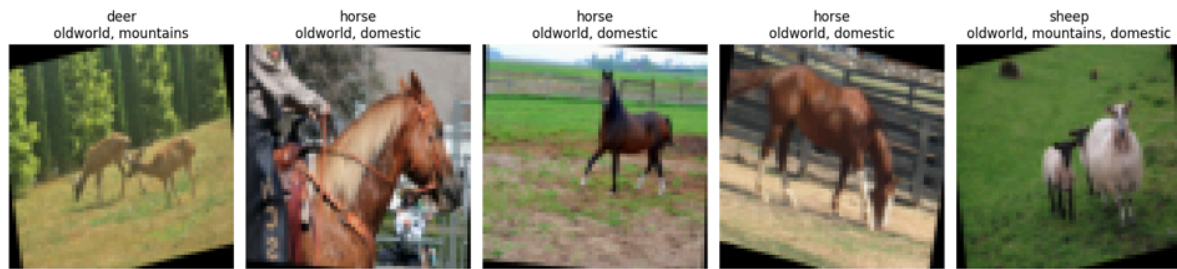 deer
oldworld, mountains
horse
oldworld, domestic
horse
oldworld, domestic
horse
oldworld, domestic
sheep
oldworld, mountains, domestic